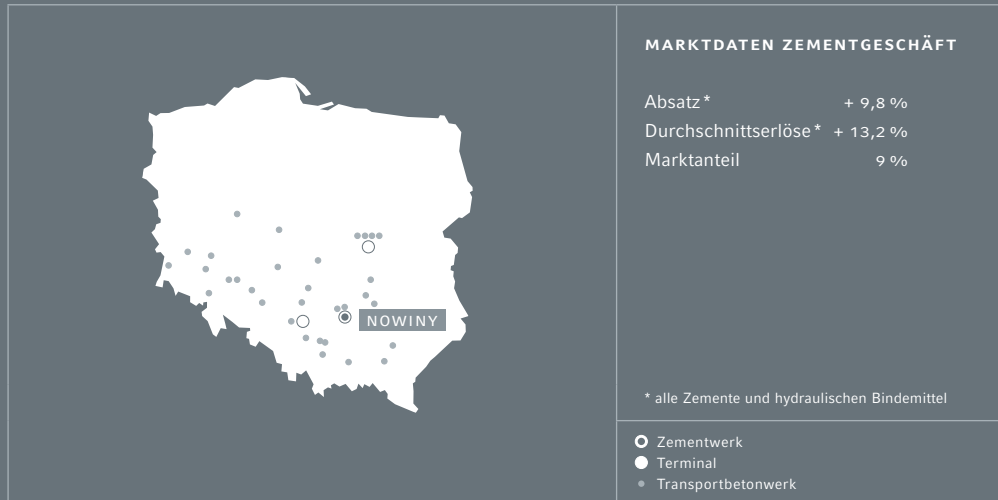 MARKTDATEN ZEMENTGESCHÄFT
Absatz * + 9,8 %
Durchschnittserlöse * + 13,2 %
Marktanteil 9 %
NOWINY
* alle Zemente und hydraulischen Bindemittel
Zementwerk
Terminal
Transportbetonwerk